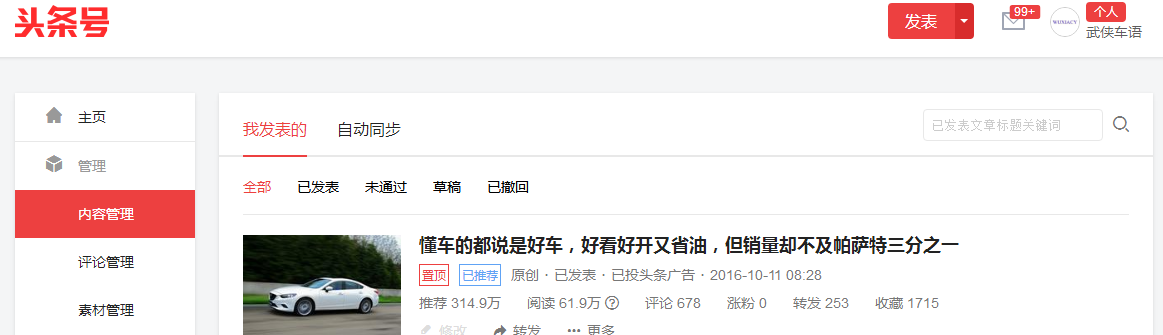 头条号
发表
99+
WUXIACY
个人
武侠车语
主页
管理
内容管理
评论管理
素材管理
我发表的 自动同步
已发表文章标题关键词
全部 已发表 未通过 草稿 已撤回
懂车的都说是好车，好看好开又省油，但销量却不及帕萨特三分之一
置顶 已推荐 原创 · 已发表 · 已投头条广告 · 2016-10-11 08:28
推荐 314.9万 阅读 61.9万 ? 评论 678 涨粉 0 转发 253 收藏 1715
修改 转发 ··· 更多